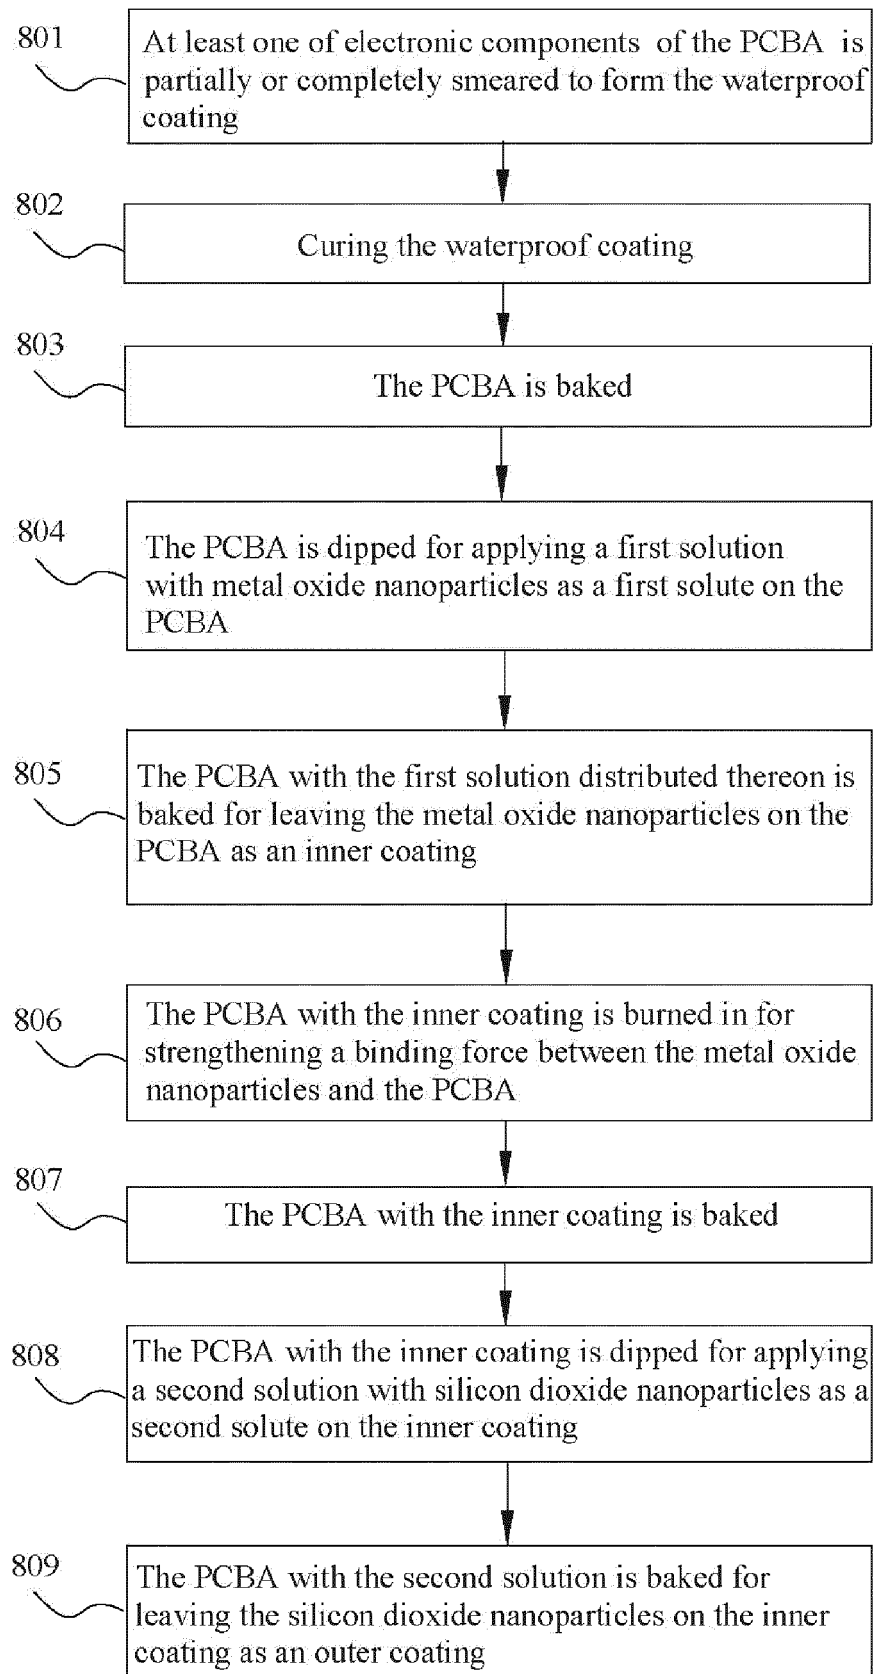 801
At least one of electronic components of the PCBA is
partially or completely smeared to form the waterproof
coating
802
Curing the waterproof coating
803
The PCBA is baked
804
The PCBA is dipped for applying a first solution
with metal oxide nanoparticles as a first solute on the
PCBA
805
The PCBA with the first solution distributed thereon is
baked for leaving the metal oxide nanoparticles on the
PCBA as an inner coating
806
The PCBA with the inner coating is burned in for
strengthening a binding force between the metal oxide
nanoparticles and the PCBA
807
The PCBA with the inner coating is baked
808
The PCBA with the inner coating is dipped for applying
a second solution with silicon dioxide nanoparticles as a
second solute on the inner coating
809
The PCBA with the second solution is baked for
leaving the silicon dioxide nanoparticles on the inner
coating as an outer coating